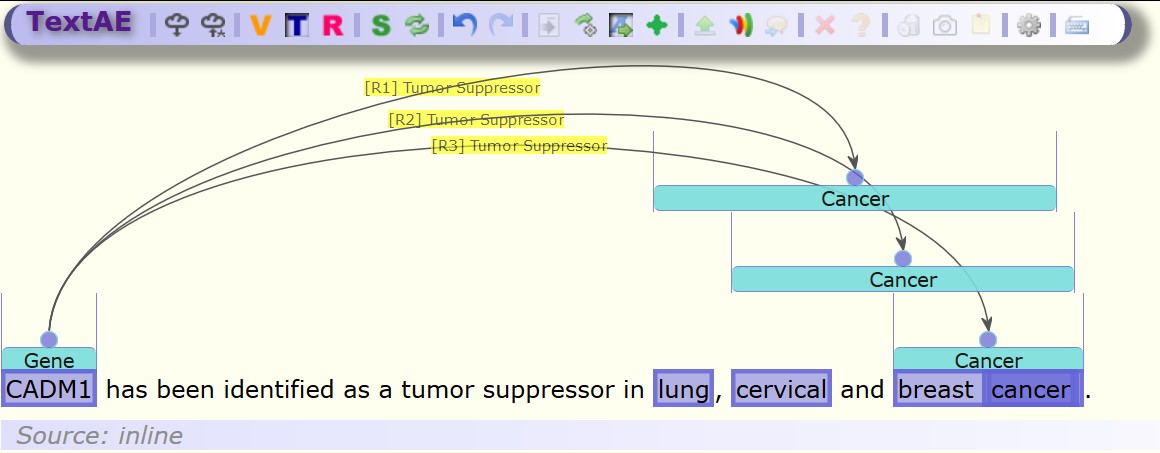 TextAE V T R S
[R1] Tumor Suppressor
[R2] Tumor Suppressor
[R3] Tumor Suppressor
Cancer
Cancer
Gene Cancer
CADM1 has been identified as a tumor suppressor in lung, cervical and breast cancer .
Source: inline